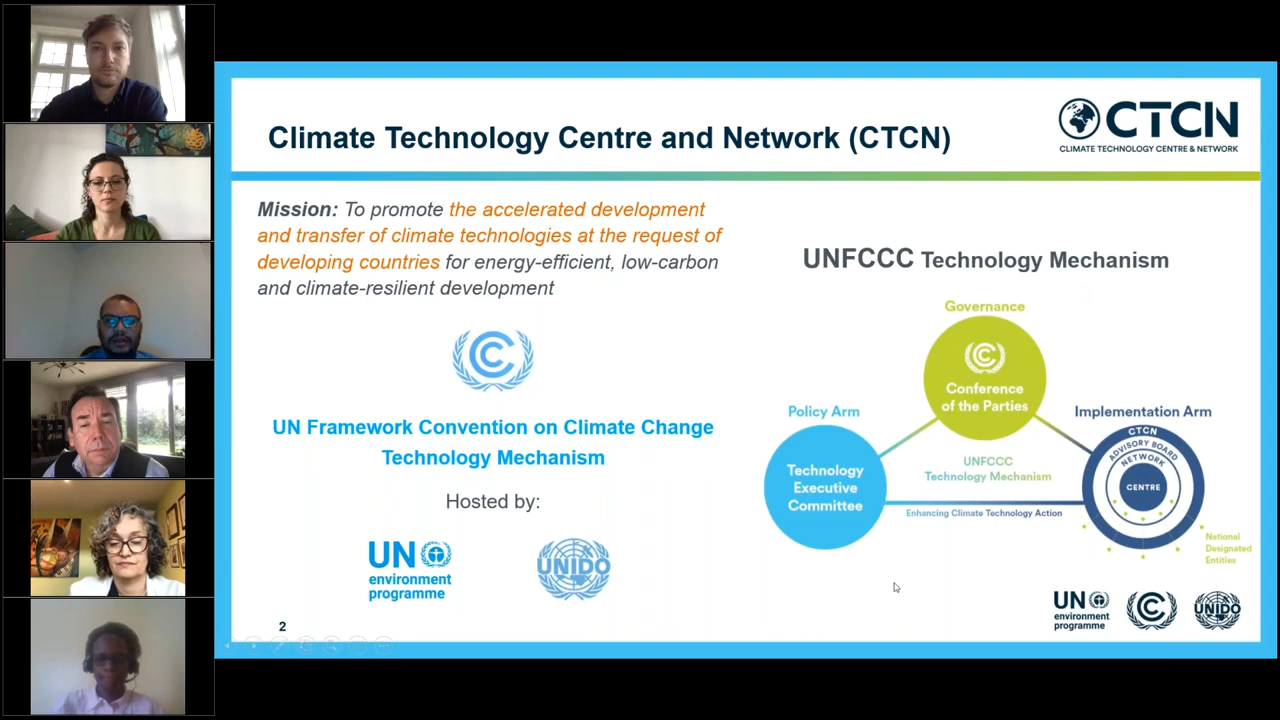 Climate Technology Centre and Network (CTCN)
CTCN
CLIMATE TECHNOLOGY CENTRE & NETWORK
Mission: To promote the accelerated development
and transfer of climate technologies at the request of
developing countries for energy-efficient, low-carbon
and climate-resilient development
UN Framework Convention on Climate Change
Technology Mechanism
Hosted by:
UN
environment
programme
UNIDO
UNFCCC Technology Mechanism
Governance
Conference
of the Parties
Policy Arm
Technology
Executive
Committee
Implementation Arm
CTCN
ADVISORY BOARD
NETWORK
CENTRE
UNFCCC
Technology Mechanism
Enhancing Climate Technology Action
National
Designated
Entities
UN
environment
programme
UNIDO
2